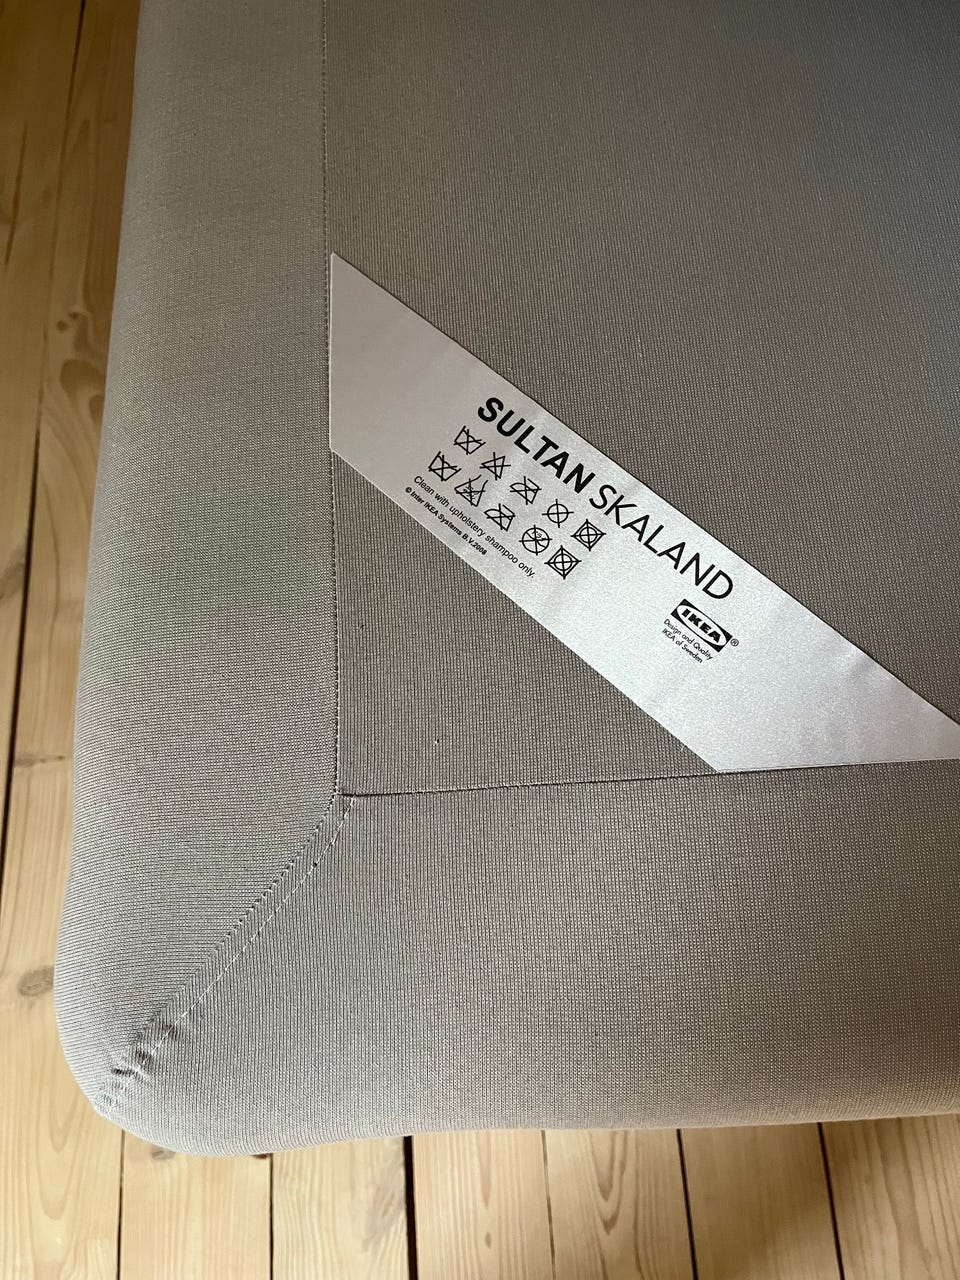 SULTAN SKALAND
Clean with upholstery shampoo only.
© Inter IKEA Systems B.V.2008
IKEA®
Design and Quality
IKEA of Sweden